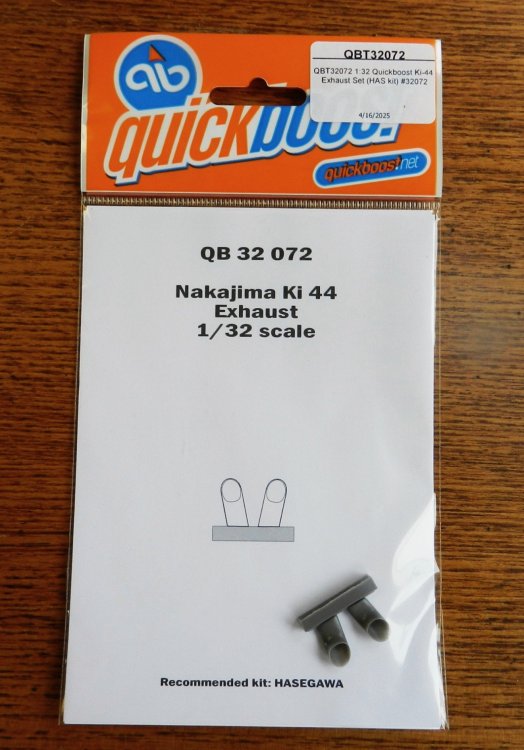 QBT32072
QBT32072 1:32 Quickboost Ki-44
Exhaust Set (HAS kit) #32072
4/16/2025
qb
quickboost!
quickboost!.net
QB 32 072
Nakajima Ki 44
Exhaust
1/32 scale
Recommended kit: HASEGAWA